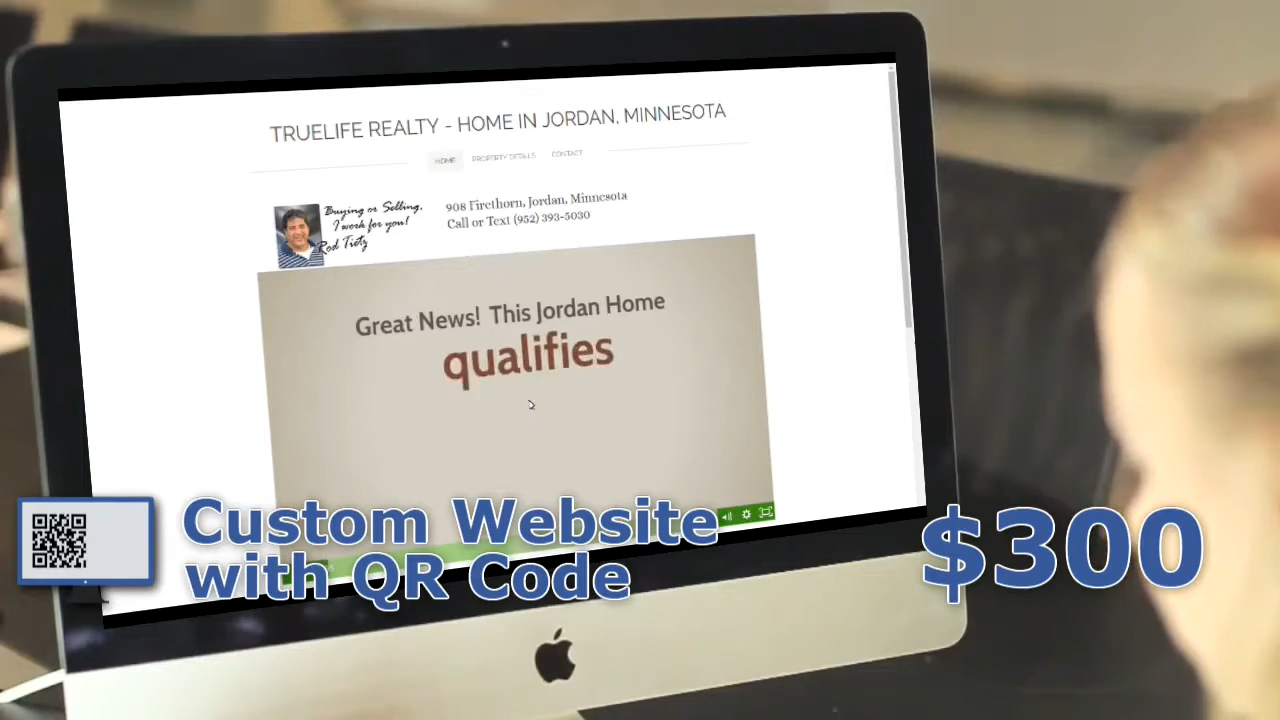 TRUELIFE REALTY - HOME IN JORDAN, MINNESOTA
HOME PROPERTY DETAILS CONTACT
Buying or Selling,
I work for you!
Rod Tietz
908 Firethorn, Jordan, Minnesota
Call or Text (952) 393-5030
Great News! This Jordan Home
qualifies
Custom Website
with QR Code
$300